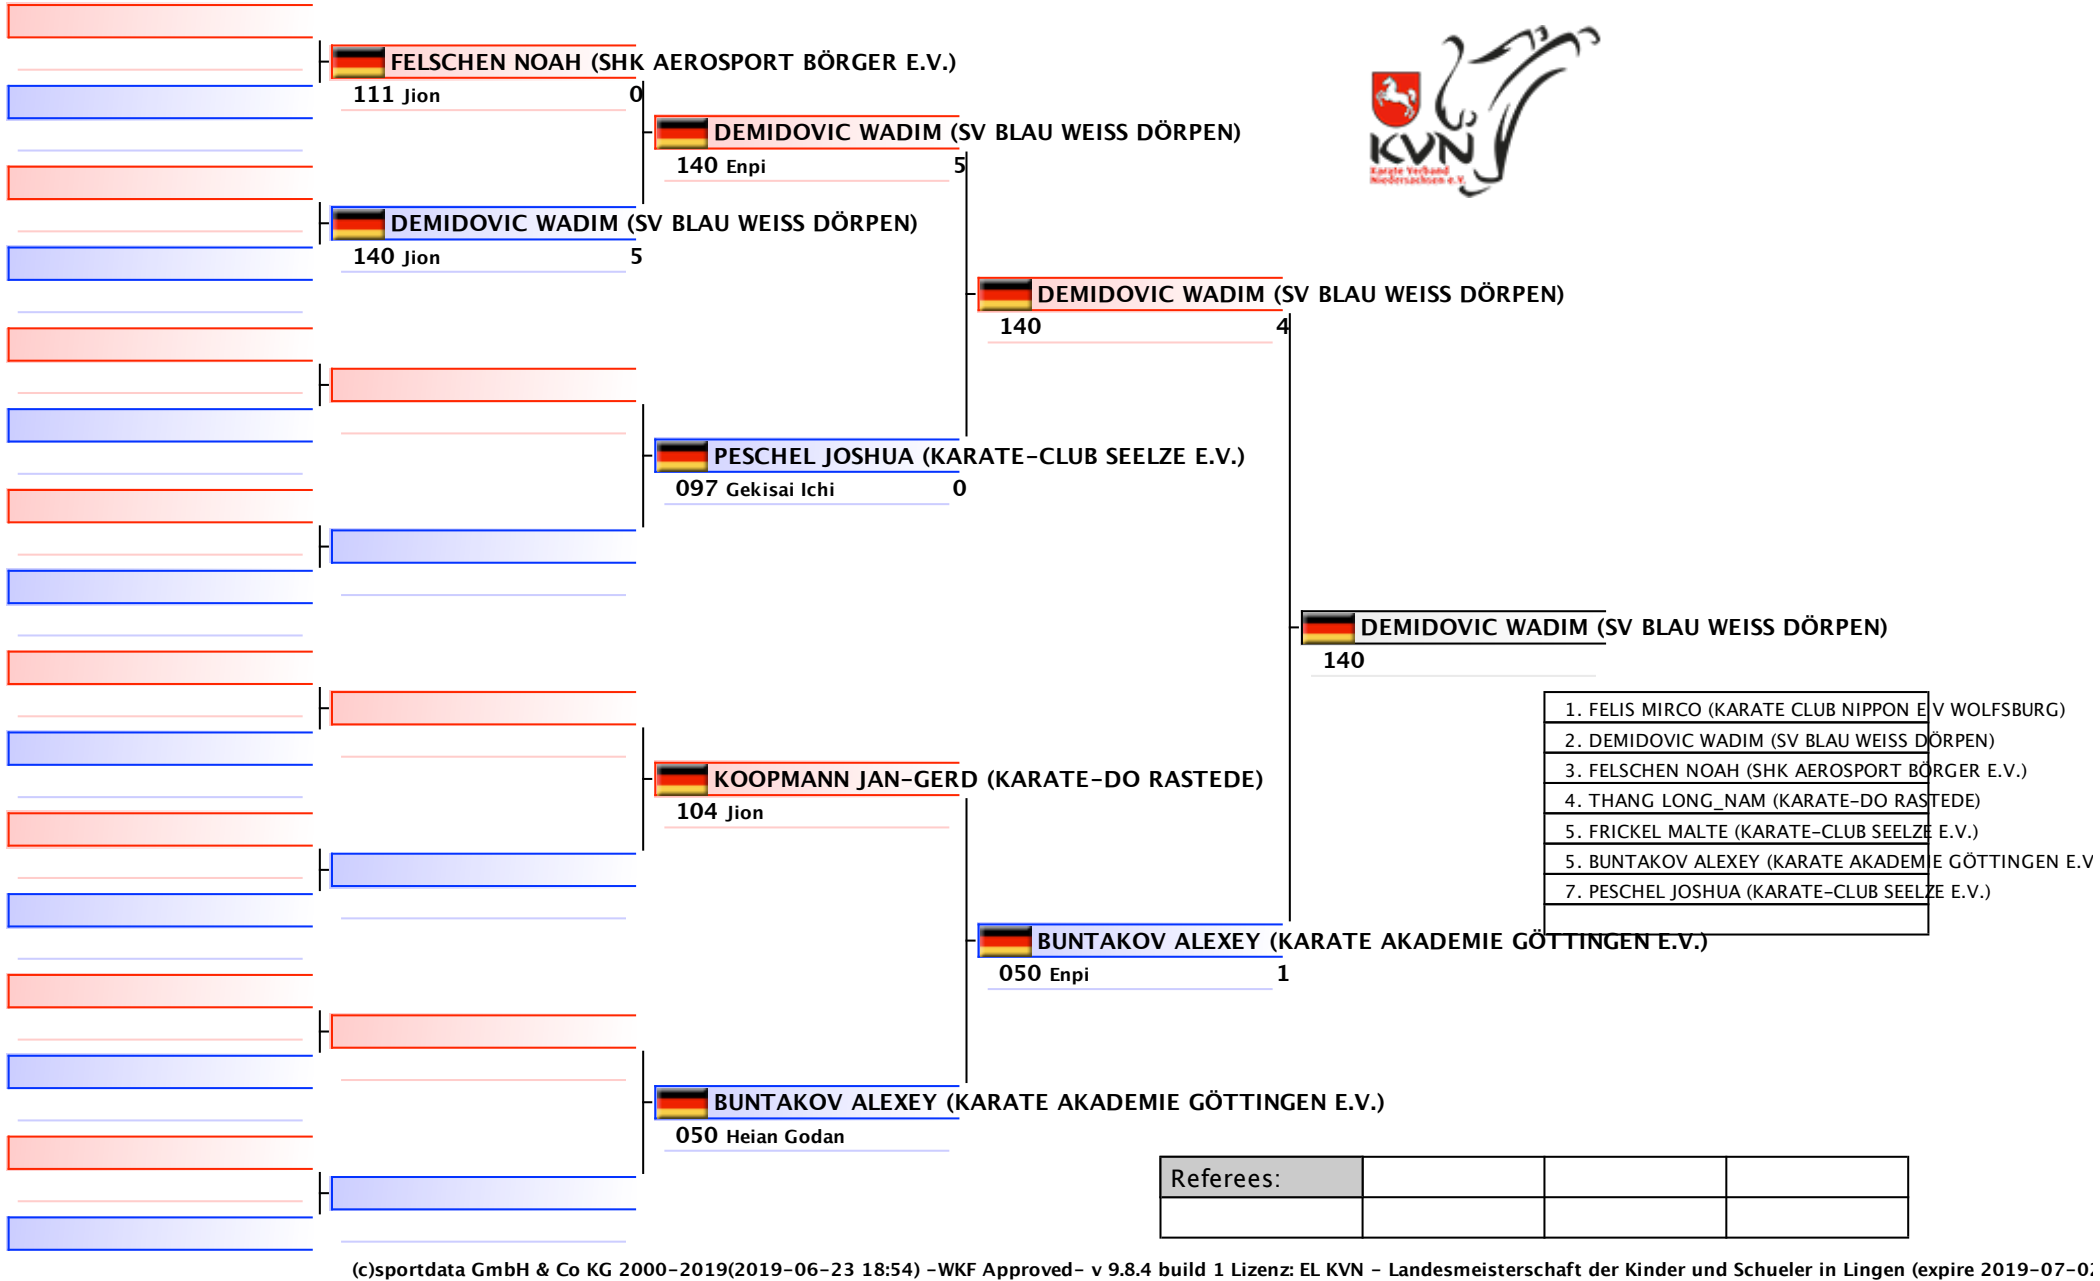 FELSCHEN NOAH (SHK AEROSPORT BÖRGER E.V.)
111 Jion 0
DEMIDOVIC WADIM (SV BLAU WEISS DÖRPEN)
140 Enpi 5
DEMIDOVIC WADIM (SV BLAU WEISS DÖRPEN)
140 Jion 5
DEMIDOVIC WADIM (SV BLAU WEISS DÖRPEN)
140 4
PESCHEL JOSHUA (KARATE-CLUB SEELZE E.V.)
097 Gekisai Ichi 0
DEMIDOVIC WADIM (SV BLAU WEISS DÖRPEN)
140
KOOPMANN JAN-GERD (KARATE-DO RASTEDE)
104 Jion
BUNTAKOV ALEXEY (KARATE AKADEMIE GÖTTINGEN E.V.)
050 Enpi 1
BUNTAKOV ALEXEY (KARATE AKADEMIE GÖTTINGEN E.V.)
050 Heian Godan
KVN
Karate Verband
Niedersachsen e.V.
1. FELIS MIRCO (KARATE CLUB NIPPON E.V WOLFSBURG)
2. DEMIDOVIC WADIM (SV BLAU WEISS DÖRPEN)
3. FELSCHEN NOAH (SHK AEROSPORT BÖRGER E.V.)
4. THANG LONG_NAM (KARATE-DO RASTEDE)
5. FRICKEL MALTE (KARATE-CLUB SEELZE E.V.)
5. BUNTAKOV ALEXEY (KARATE AKADEMIE GÖTTINGEN E.V
7. PESCHEL JOSHUA (KARATE-CLUB SEELZE E.V.)
Referees:
(c)sportdata GmbH & Co KG 2000-2019(2019-06-23 18:54) -WKF Approved- v 9.8.4 build 1 Lizenz: EL KVN - Landesmeisterschaft der Kinder und Schueler in Lingen (expire 2019-07-0